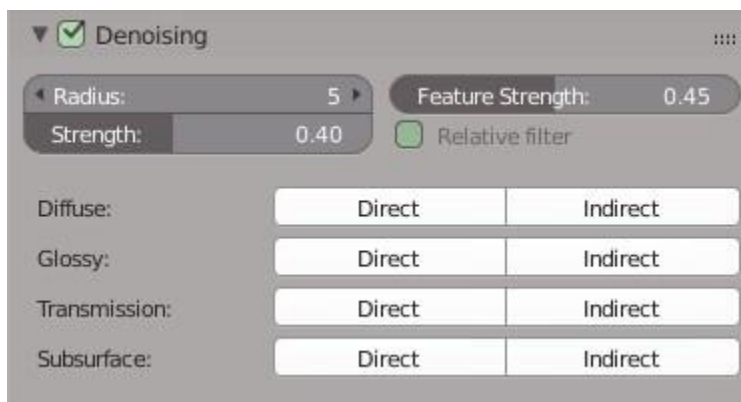 Denoising
Radius: 5 Feature Strength: 0.45
Strength: 0.40 Relative filter
Diffuse: Direct Indirect
Glossy: Direct Indirect
Transmission: Direct Indirect
Subsurface: Direct Indirect